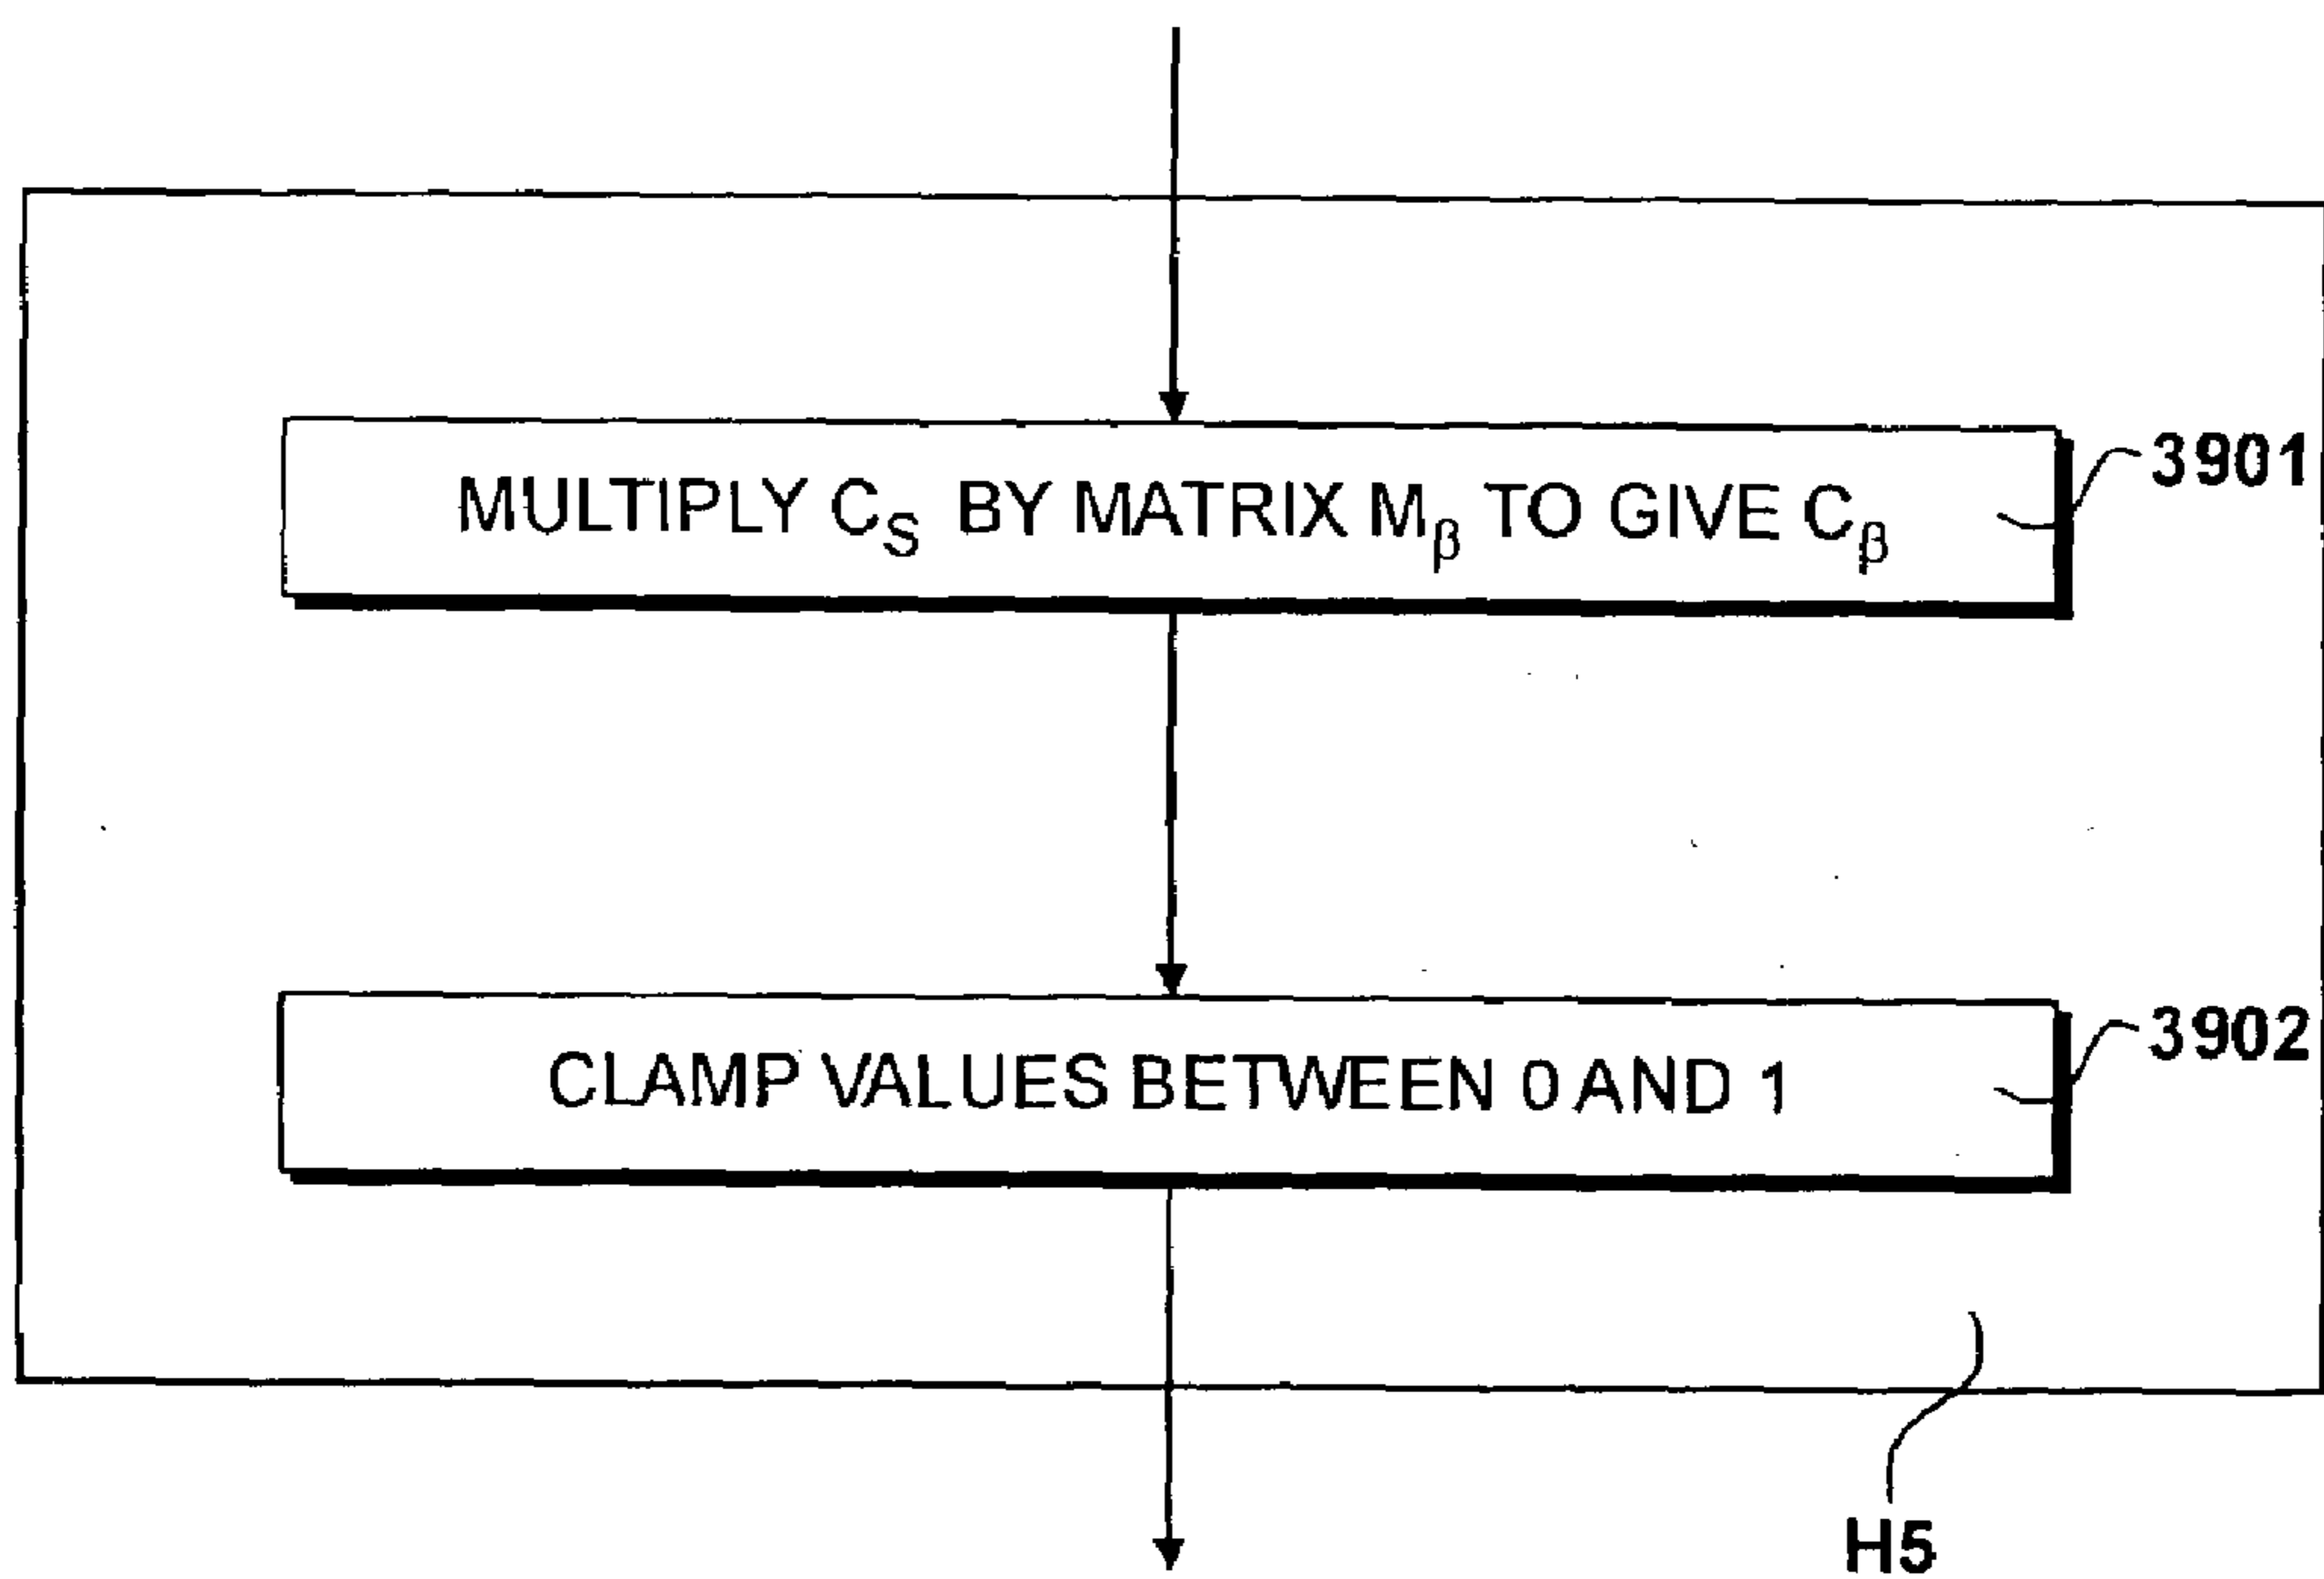 MULTIPLY C_S BY MATRIX M_β TO GIVE C_β
3901
CLAMP VALUES BETWEEN 0 AND 1
3902
H5